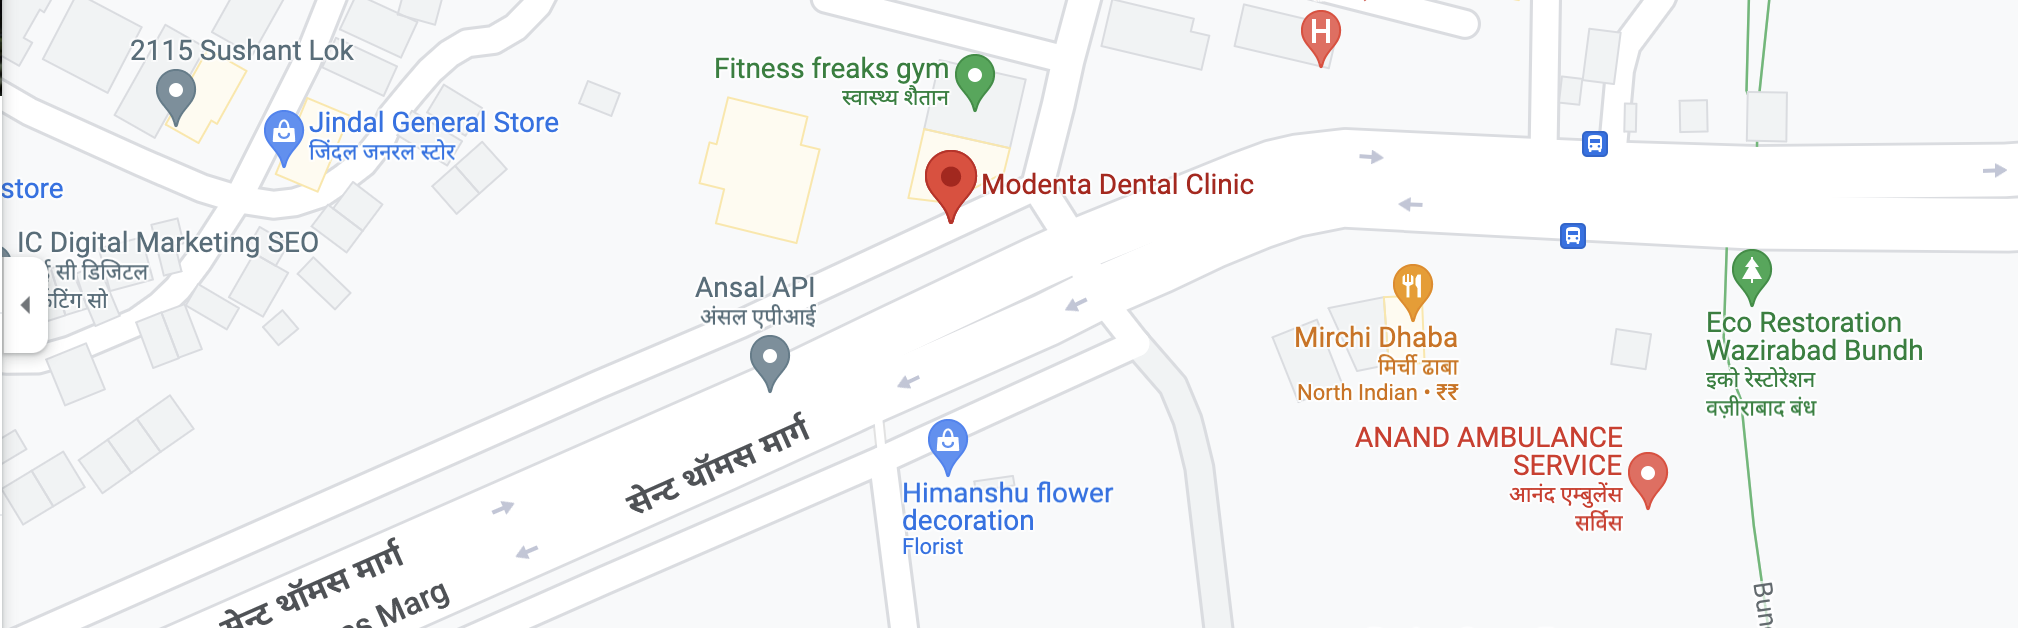 2115 Sushant Lok
Fitness freaks gym
स्वास्थ्य शैतान
H
Jindal General Store
जिंदल जनरल स्टोर
Modenta Dental Clinic
store
IC Digital Marketing SEO
सी डिजिटल
सो
Ansal API
अंसल एपीआई
Mirchi Dhaba
मिर्ची ढाबा
North Indian • ₹₹
Eco Restoration
Wazirabad Bundh
इको रेस्टोरेशन
वज़ीराबाद बंध
ANAND AMBULANCE
SERVICE
आनंद एम्बुलेंस
सर्विस
सेन्ट थॉमस मार्ग
Himanshu flower
decoration
Florist
सेन्ट थॉमस मार्ग
Marg